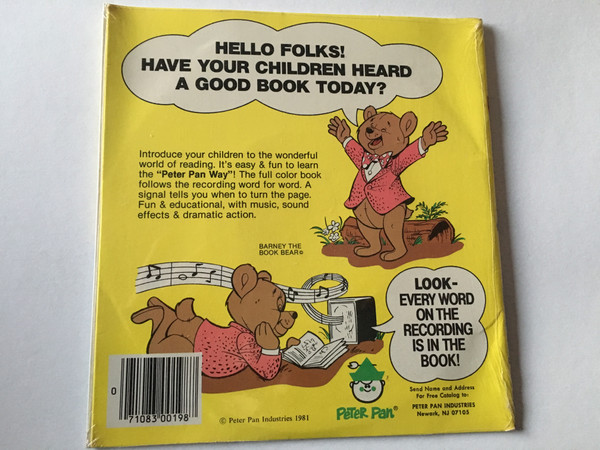 HELLO FOLKS!
HAVE YOUR CHILDREN HEARD
A GOOD BOOK TODAY?
Introduce your children to the wonderful
world of reading. It's easy & fun to learn
the "Peter Pan Way"! The full color book
follows the recording word for word. A
signal tells you when to turn the page.
Fun & educational, with music, sound
effects & dramatic action.
BARNEY THE
BOOK BEAR©
LOOK-
EVERY WORD
ON THE
RECORDING
IS IN THE
BOOK!
0
71083 00198
© Peter Pan Industries 1981
PETER PAN®
Send Name and Address
For Free Catalog to:
PETER PAN INDUSTRIES
Newark, NJ 07105